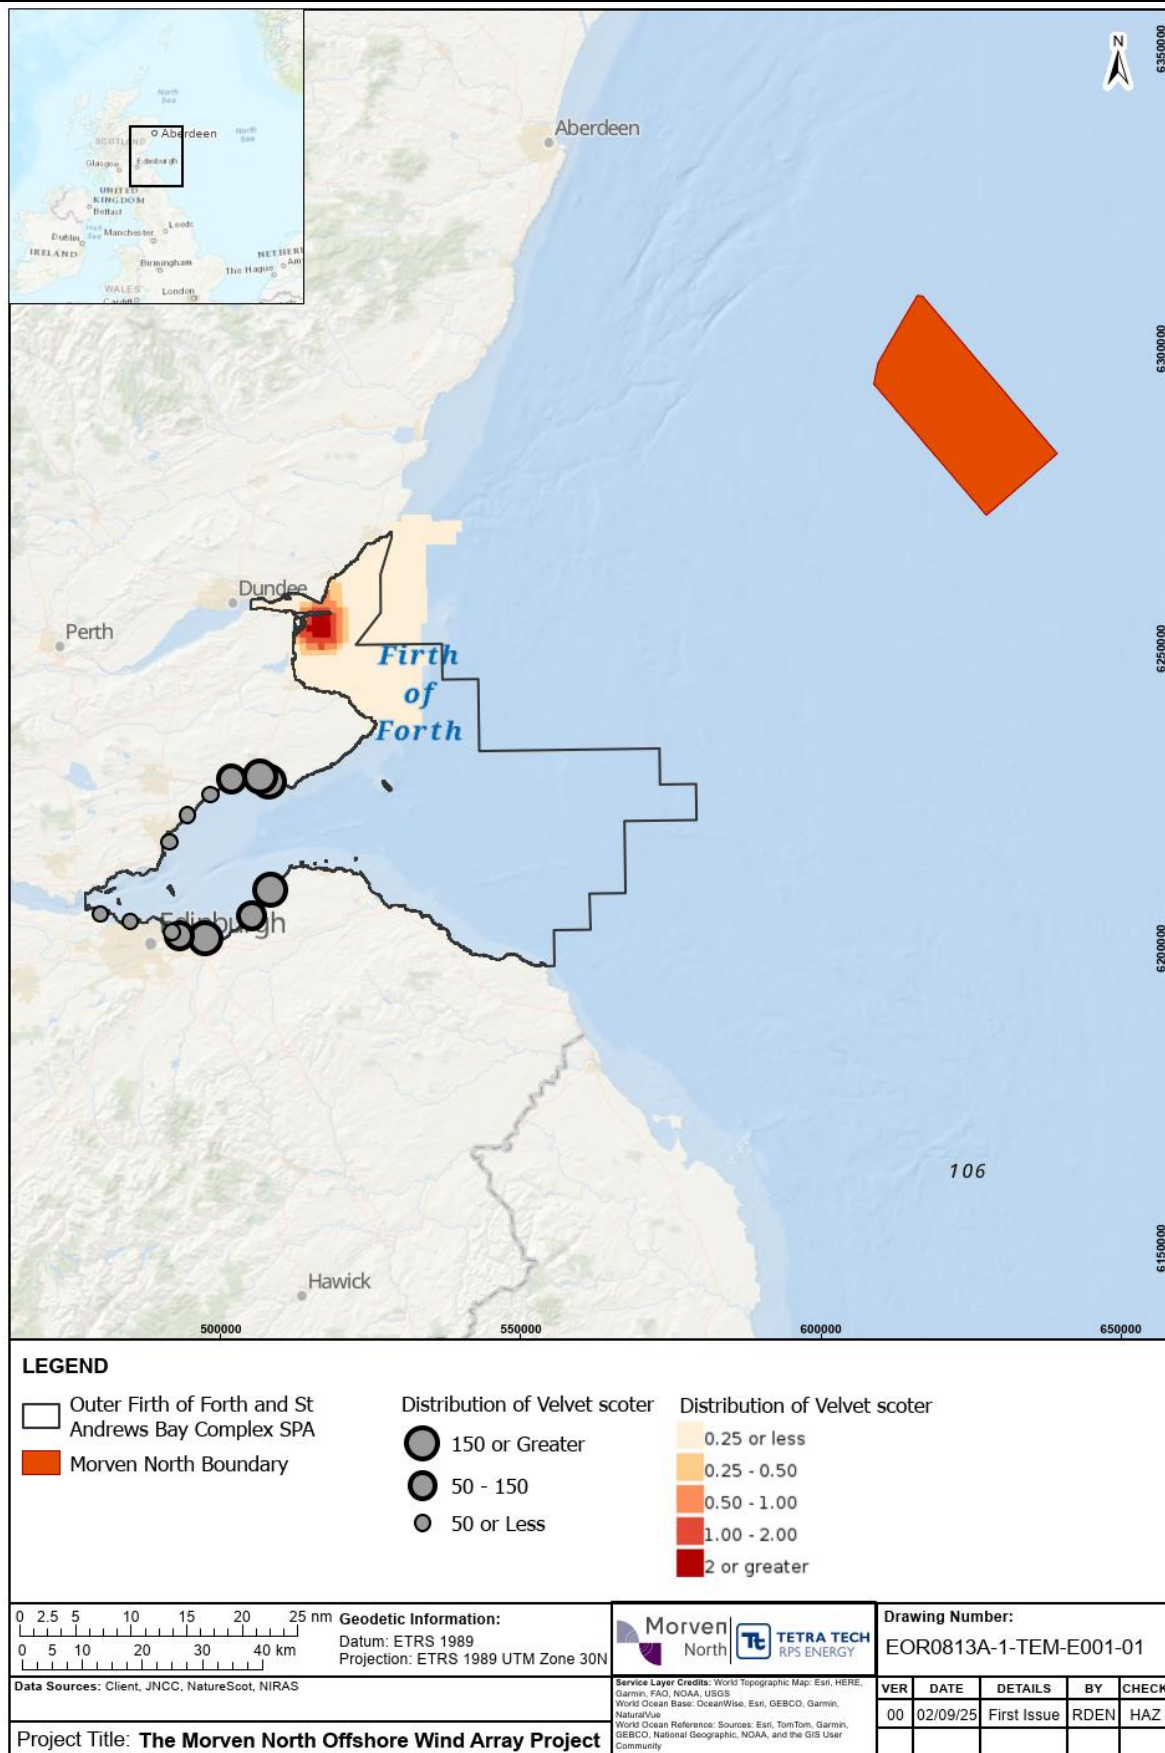 North
Sea
Aberdeen
SCOTLAND
North
Sea
Glasgow
Edinburgh
UNITED
KINGDOM
Belfast
Irish
Sea
Leeds
Dublin
Manchester
IRELAND
NETHERL
Am
Birmingham
The Hague
WALES
London
Cardiff
N
6350000
Aberdeen
6300000
Dundee
Perth
6250000
Firth
of
Forth
Edinburgh
6200000
106
6150000
Hawick
500000
550000
600000
650000
LEGEND
Outer Firth of Forth and St
Andrews Bay Complex SPA
Morven North Boundary
Distribution of Velvet scoter
150 or Greater
50 - 150
50 or Less
Distribution of Velvet scoter
0.25 or less
0.25 - 0.50
0.50 - 1.00
1.00 - 2.00
2 or greater
0 2.5 5 10 15 20 25 nm
0 5 10 20 30 40 km
Geodetic Information:
Datum: ETRS 1989
Projection: ETRS 1989 UTM Zone 30N
Morven
North
Tt
TETRA TECH
RPS ENERGY
Drawing Number:
EOR0813A-1-TEM-E001-01
Data Sources: Client, JNCC, NatureScot, NIRAS
Service Layer Credits: World Topographic Map: Esri, HERE,
Garmin, FAO, NOAA, USGS
World Ocean Base: OceanWise, Esri, GEBCO, Garmin,
NaturalVue
World Ocean Reference: Sources: Esri, TomTom, Garmin,
GEBCO, National Geographic, NOAA, and the GIS User
Community
VER DATE DETAILS BY CHECK
00 02/09/25 First Issue RDEN HAZ
Project Title: The Morven North Offshore Wind Array Project